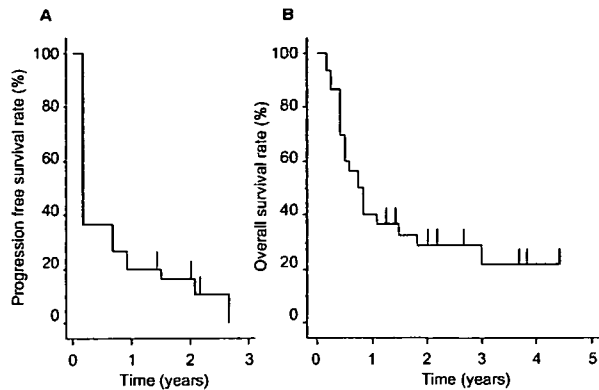 A
B
Progression free survival rate (%)
100
80
60
40
20
0
0 1 2 3
Time (years)
Overall survival rate (%)
100
80
60
40
20
0
0 1 2 3 4 5
Time (years)